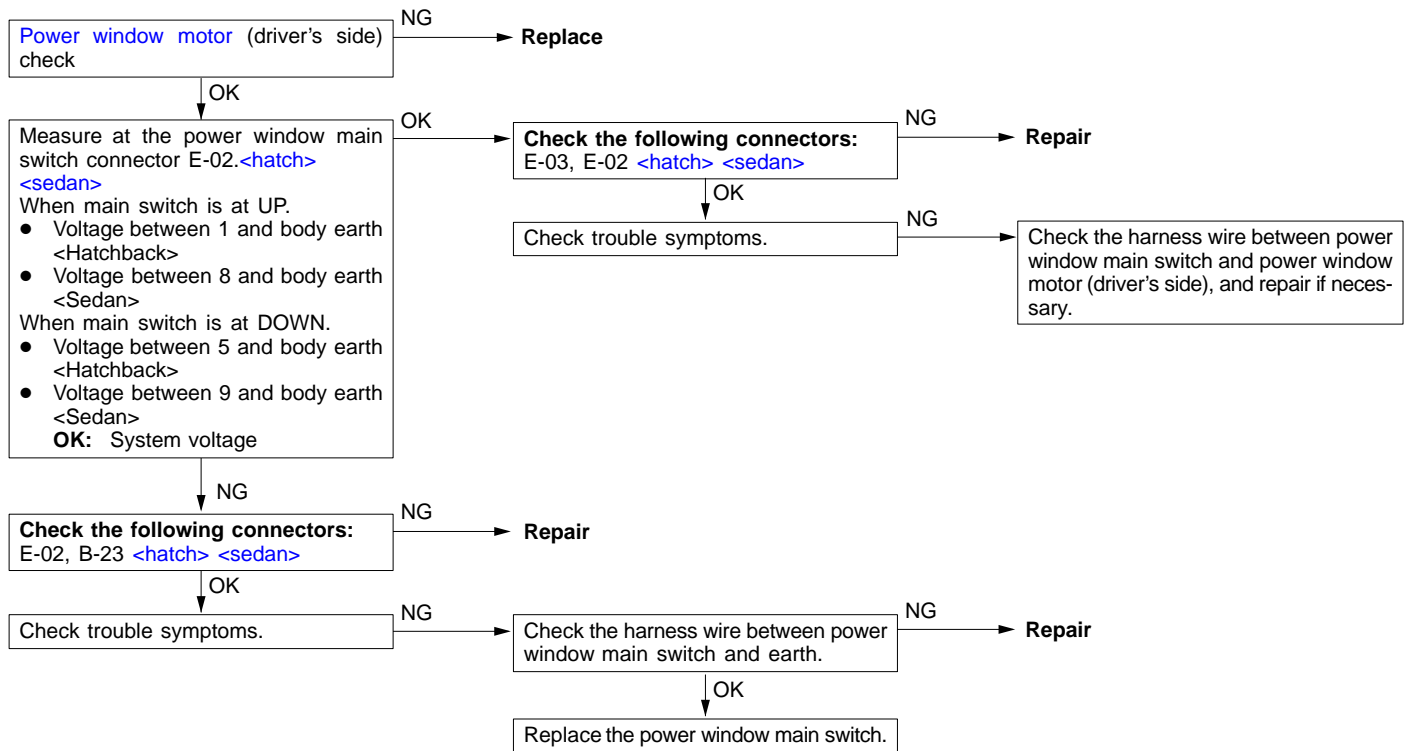 Power window motor (driver's side)
check
NG
Replace
OK
Measure at the power window main
switch connector E-02.<hatch>
<sedan>
When main switch is at UP.
● Voltage between 1 and body earth
<Hatchback>
● Voltage between 8 and body earth
<Sedan>
When main switch is at DOWN.
● Voltage between 5 and body earth
<Hatchback>
● Voltage between 9 and body earth
<Sedan>
OK: System voltage
OK
Check the following connectors:
E-03, E-02 <hatch> <sedan>
NG
Repair
OK
Check trouble symptoms.
NG
Check the harness wire between power
window main switch and power window
motor (driver's side), and repair if neces-
sary.
NG
Check the following connectors:
E-02, B-23 <hatch> <sedan>
NG
Repair
OK
Check trouble symptoms.
NG
Check the harness wire between power
window main switch and earth.
NG
Repair
OK
Replace the power window main switch.